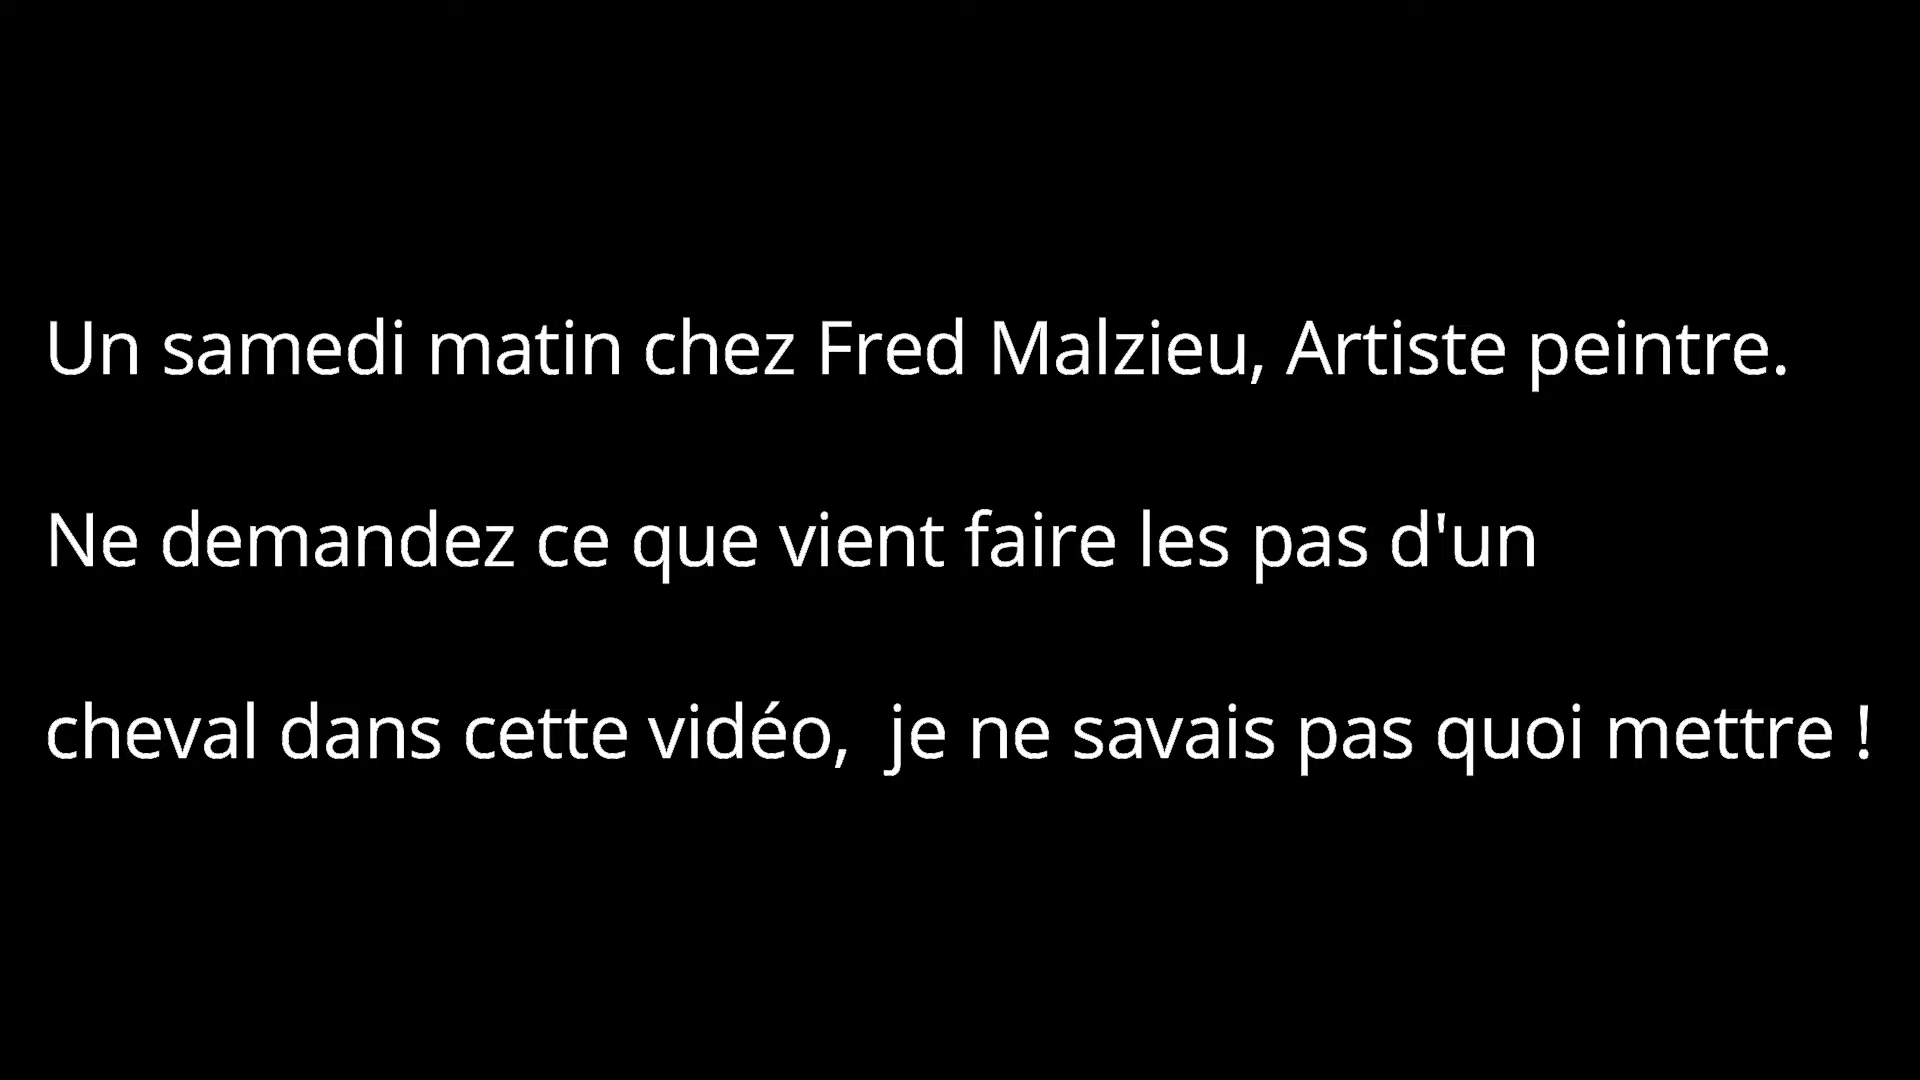 Un samedi matin chez Fred Malzieu, Artiste peintre.
Ne demandez ce que vient faire les pas d'un
cheval dans cette vidéo,  je ne savais pas quoi mettre !